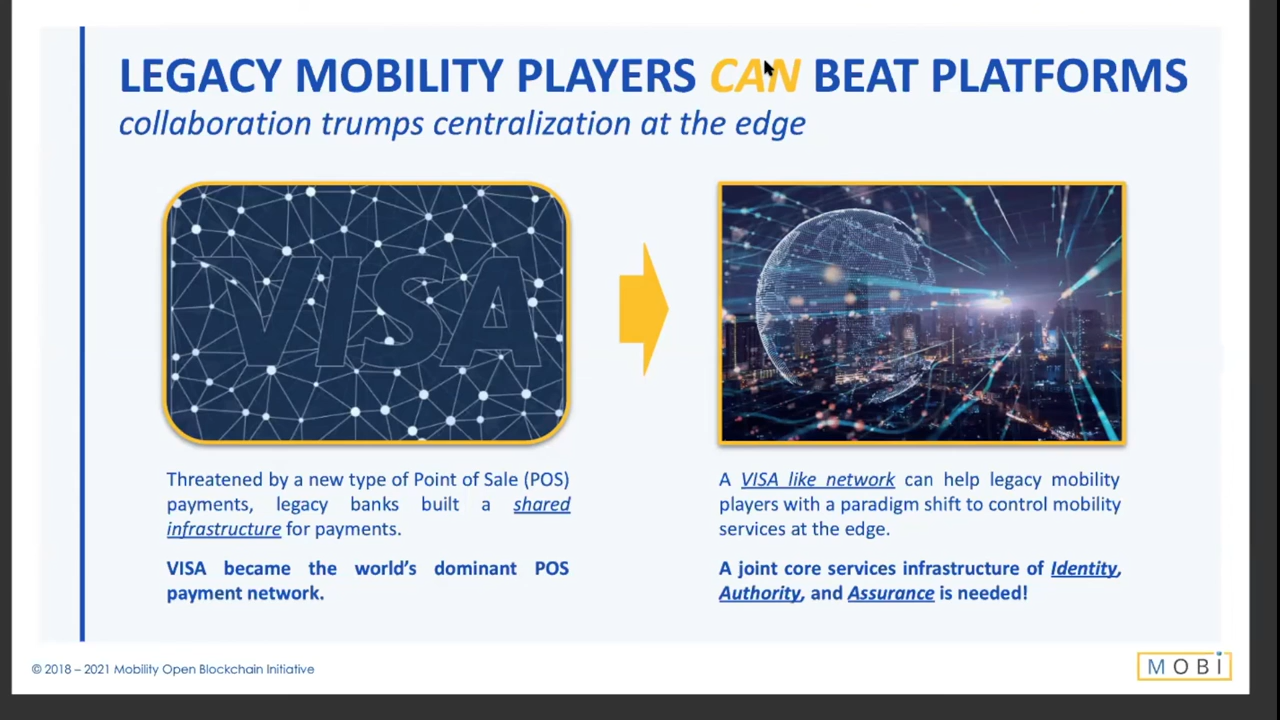 LEGACY MOBILITY PLAYERS CAN BEAT PLATFORMS
collaboration trumps centralization at the edge
VISA
Threatened by a new type of Point of Sale (POS)
payments, legacy banks built a shared
infrastructure for payments.
VISA became the world's dominant POS
payment network.
A VISA like network can help legacy mobility
players with a paradigm shift to control mobility
services at the edge.
A joint core services infrastructure of Identity,
Authority, and Assurance is needed!
© 2018 – 2021 Mobility Open Blockchain Initiative
MOBI